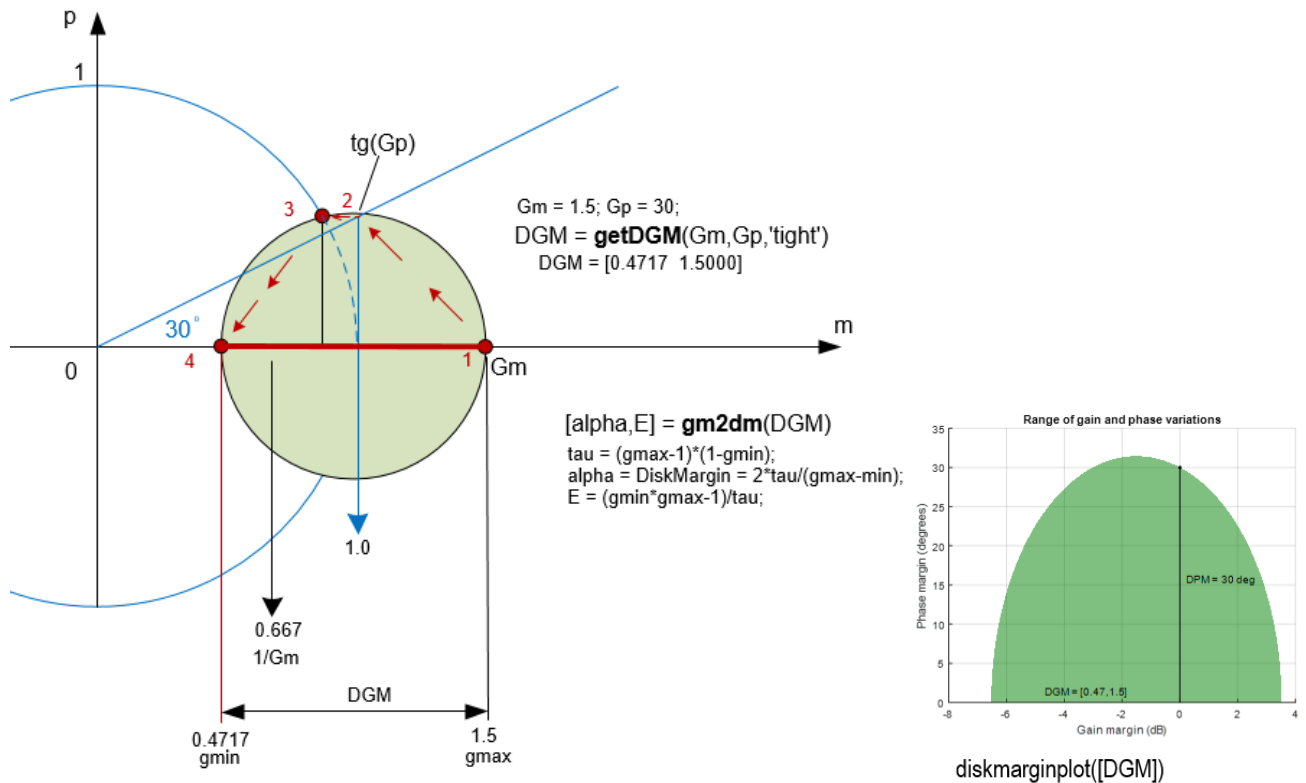 p
1
tg(Gp)
3
2
Gm = 1.5; Gp = 30;
DGM = getDGM(Gm,Gp,'tight')
DGM = [0.4717 1.5000]
30°
m
0
4
1
Gm
[alpha,E] = gm2dm(DGM)
tau = (gmax-1)*(1-gmin);
alpha = DiskMargin = 2*tau/(gmax-min);
E = (gmin*gmax-1)/tau;
1.0
0.667
1/Gm
DGM
0.4717
gmin
1.5
gmax
Range of gain and phase variations
35
30
25
20
15
10
5
0
Phase margin (degrees)
DPM = 30 deg
DGM = [0.47,1.5]
-8 -6 -4 -2 0 2 4
Gain margin (dB)
diskmarginplot([DGM])